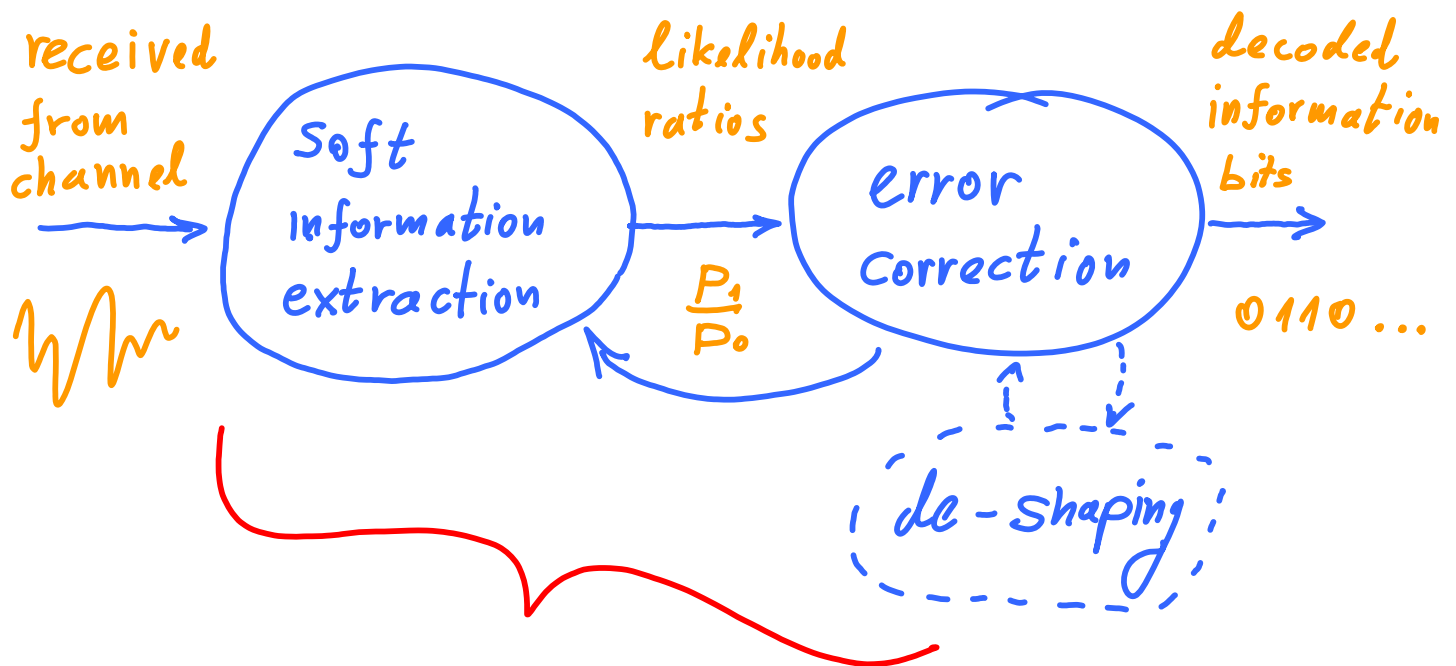 received
from
channel
soft
information
extraction
likelihood
ratios
P1
P0
error
correction
decoded
information
bits
0110...
de-shaping